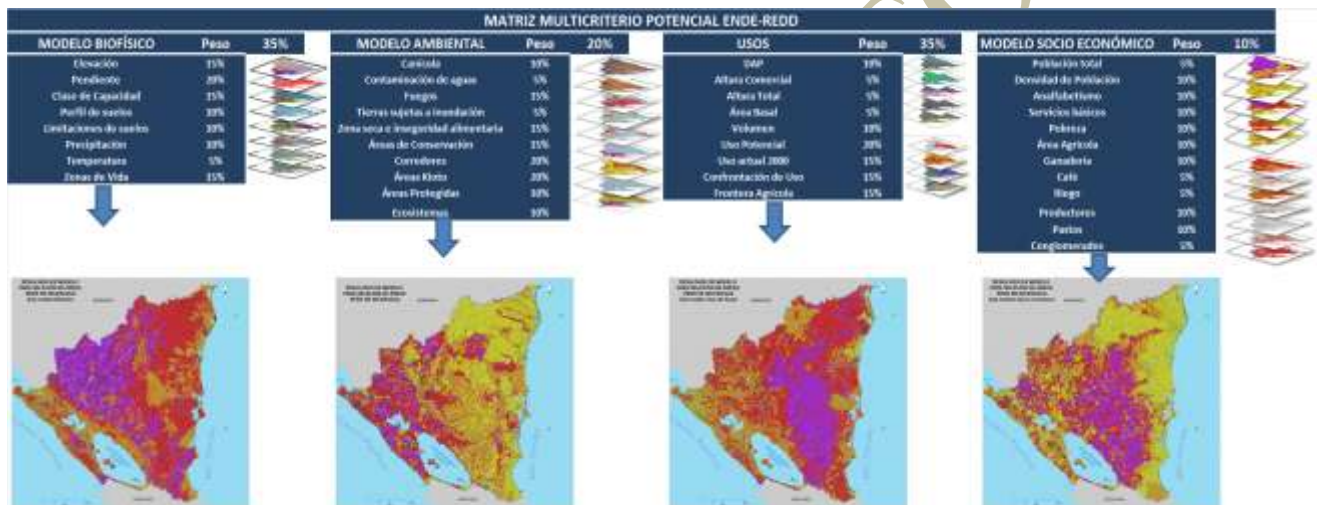 MATRIZ MULTICRITERIO POTENCIAL ENDE-REDD
MODELO BIOFÍSICO Peso 35%
Elevación 15%
Pendiente 20%
Clase de Capacidad 15%
Perfil de suelos 10%
Limitaciones de suelos 10%
Precipitación 10%
Temperatura 5%
Zonas de Vida 15%
MODELO AMBIENTAL Peso 20%
Canícula 10%
Contaminación de aguas 5%
Fuegos 15%
Tierras sujetas a inundación 5%
Zona seca e inseguridad alimentaria 15%
Áreas de Conservación 15%
Corredores 20%
Áreas Kioto 20%
Áreas Protegidas 10%
Ecosistemas 10%
USOS Peso 35%
DAP 10%
Altura Comercial 5%
Altura Total 5%
Área Basal 5%
Volumen 10%
Uso Potencial 20%
Uso actual 2000 15%
Confrontación de Uso 15%
Frontera Agrícola 15%
MODELO SOCIO ECONÓMICO Peso 10%
Población total 5%
Densidad de Población 10%
Analfabetismo 10%
Servicios básicos 10%
Pobreza 10%
Área Agrícola 10%
Ganadería 10%
Café 5%
Riego 5%
Productores 10%
Pastos 10%
Conglomerados 5%